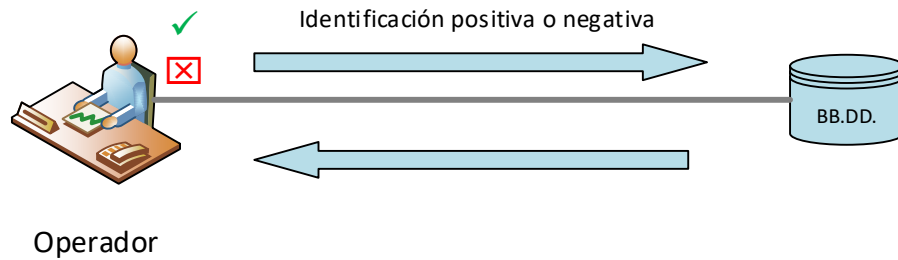 Identificación positiva o negativa
BB.DD.
Operador